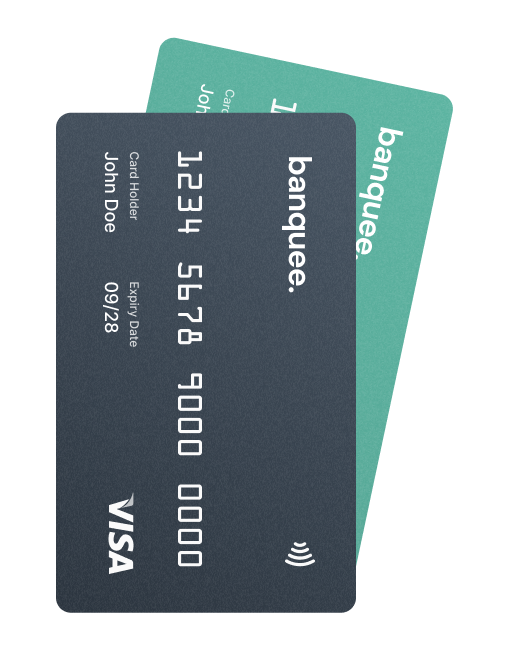 banquee.
1234 5678 9000 0000
Card Holder
John Doe
Expiry Date
09/28
VISA
banquee.